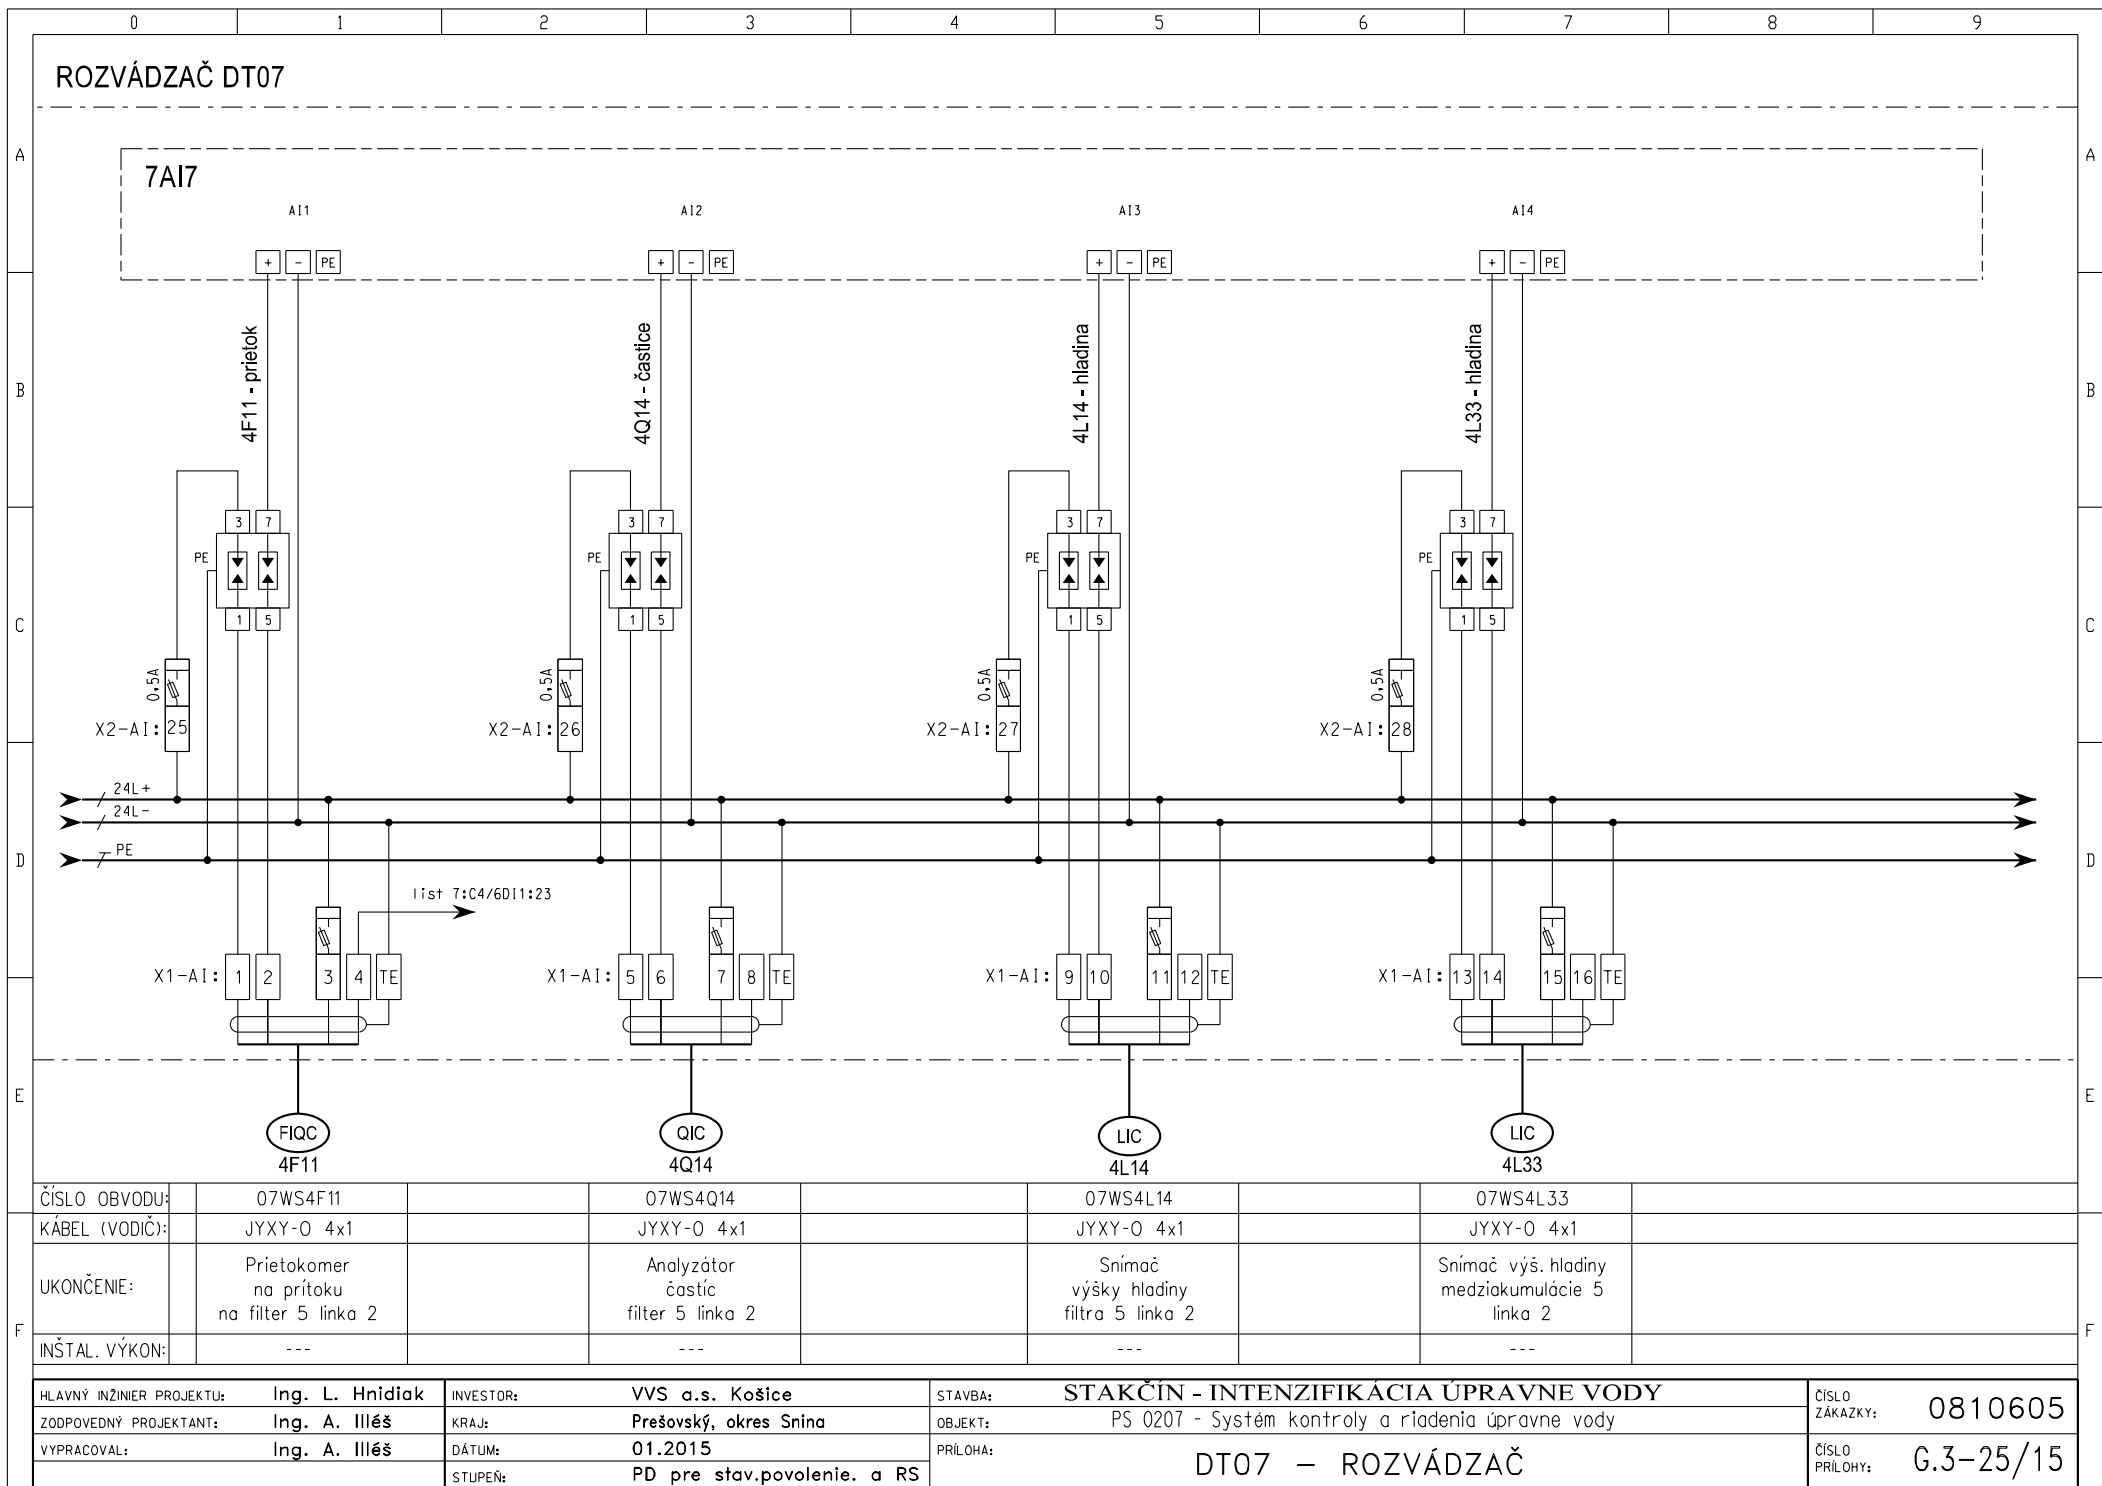 0 1 2 3 4 5 6 7 8 9
ROZVÁDZAČ DT07
A A
7AI7
AI1 AI2 AI3 AI4
+ - PE + - PE + - PE + - PE
4F11 - prietok 4Q14 - častice 4L14 - hladina 4L33 - hladina
B B
3 7 3 7 3 7 3 7
PE PE PE PE
1 5 1 5 1 5 1 5
C C
0,5A 0,5A 0,5A 0,5A
X2-AI: 25 X2-AI: 26 X2-AI: 27 X2-AI: 28
24L+
24L-
PE
D D
list 7:C4/6DI1:23
X1-AI: 1 2 3 4 TE X1-AI: 5 6 7 8 TE X1-AI: 9 10 11 12 TE X1-AI: 13 14 15 16 TE
E E
FIQC QIC LIC LIC
4F11 4Q14 4L14 4L33
ČÍSLO OBVODU: 07WS4F11 07WS4Q14 07WS4L14 07WS4L33
KÁBEL (VODIČ): JYXY-O 4x1 JYXY-O 4x1 JYXY-O 4x1 JYXY-O 4x1
UKONČENIE:
Prietokomer
na prítoku
na filter 5 linka 2
Analyzátor
častíc
filter 5 linka 2
Snímač
výšky hladiny
filtra 5 linka 2
Snímač výš. hladiny
medziakumulácie 5
linka 2
F F
INŠTAL. VÝKON: --- --- --- ---
HLAVNÝ INŽINIER PROJEKTU: Ing. L. Hnidiak
ZODPOVEDNÝ PROJEKTANT: Ing. A. Illéš
VYPRACOVAL: Ing. A. Illéš
INVESTOR: VVS a.s. Košice
KRAJ: Prešovský, okres Snina
DÁTUM: 01.2015
STUPEŇ: PD pre stav.povolenie. a RS
STAVBA: STAKČÍN - INTENZIFIKÁCIA ÚPRAVNE VODY
OBJEKT: PS 0207 - Systém kontroly a riadenia úpravne vody
PRÍLOHA: DT07 – ROZVÁDZAČ
ČÍSLO
ZÁKAZKY: 0810605
ČÍSLO
PRÍLOHY: G.3-25/15